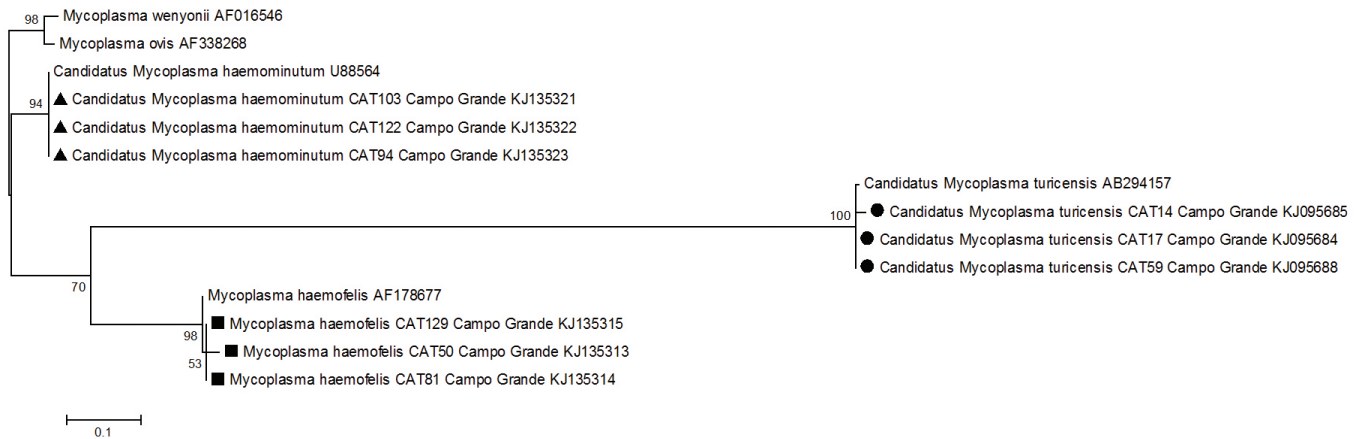 98
Mycoplasma wenyonii AF016546
Mycoplasma ovis AF338268
Candidatus Mycoplasma haemominutum U88564
94
Candidatus Mycoplasma haemominutum CAT103 Campo Grande KJ135321
Candidatus Mycoplasma haemominutum CAT122 Campo Grande KJ135322
Candidatus Mycoplasma haemominutum CAT94 Campo Grande KJ135323
Candidatus Mycoplasma turicensis AB294157
100
Candidatus Mycoplasma turicensis CAT14 Campo Grande KJ095685
Candidatus Mycoplasma turicensis CAT17 Campo Grande KJ095684
Candidatus Mycoplasma turicensis CAT59 Campo Grande KJ095688
70
Mycoplasma haemofelis AF178677
Mycoplasma haemofelis CAT129 Campo Grande KJ135315
98
Mycoplasma haemofelis CAT50 Campo Grande KJ135313
53
Mycoplasma haemofelis CAT81 Campo Grande KJ135314
0.1